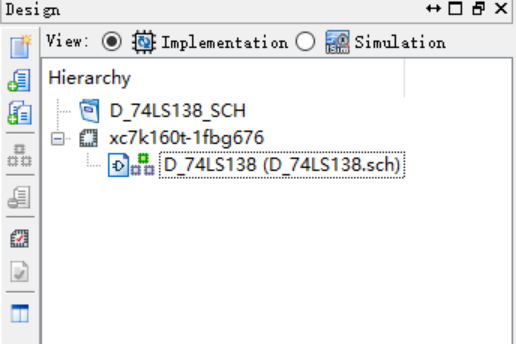 Design
View: Implementation Simulation
Hierarchy
D_74LS138_SCH
xc7k160t-1fbg676
D_74LS138 (D_74LS138.sch)